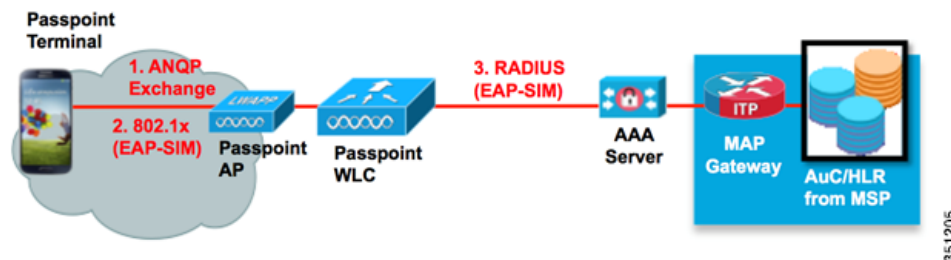 Passpoint
Terminal
1. ANQP
Exchange
2. 802.1x
(EAP-SIM)
LWAPP
Passpoint
AP
Passpoint
WLC
3. RADIUS
(EAP-SIM)
AAA
Server
ITP
MAP
Gateway
AuC/HLR
from MSP